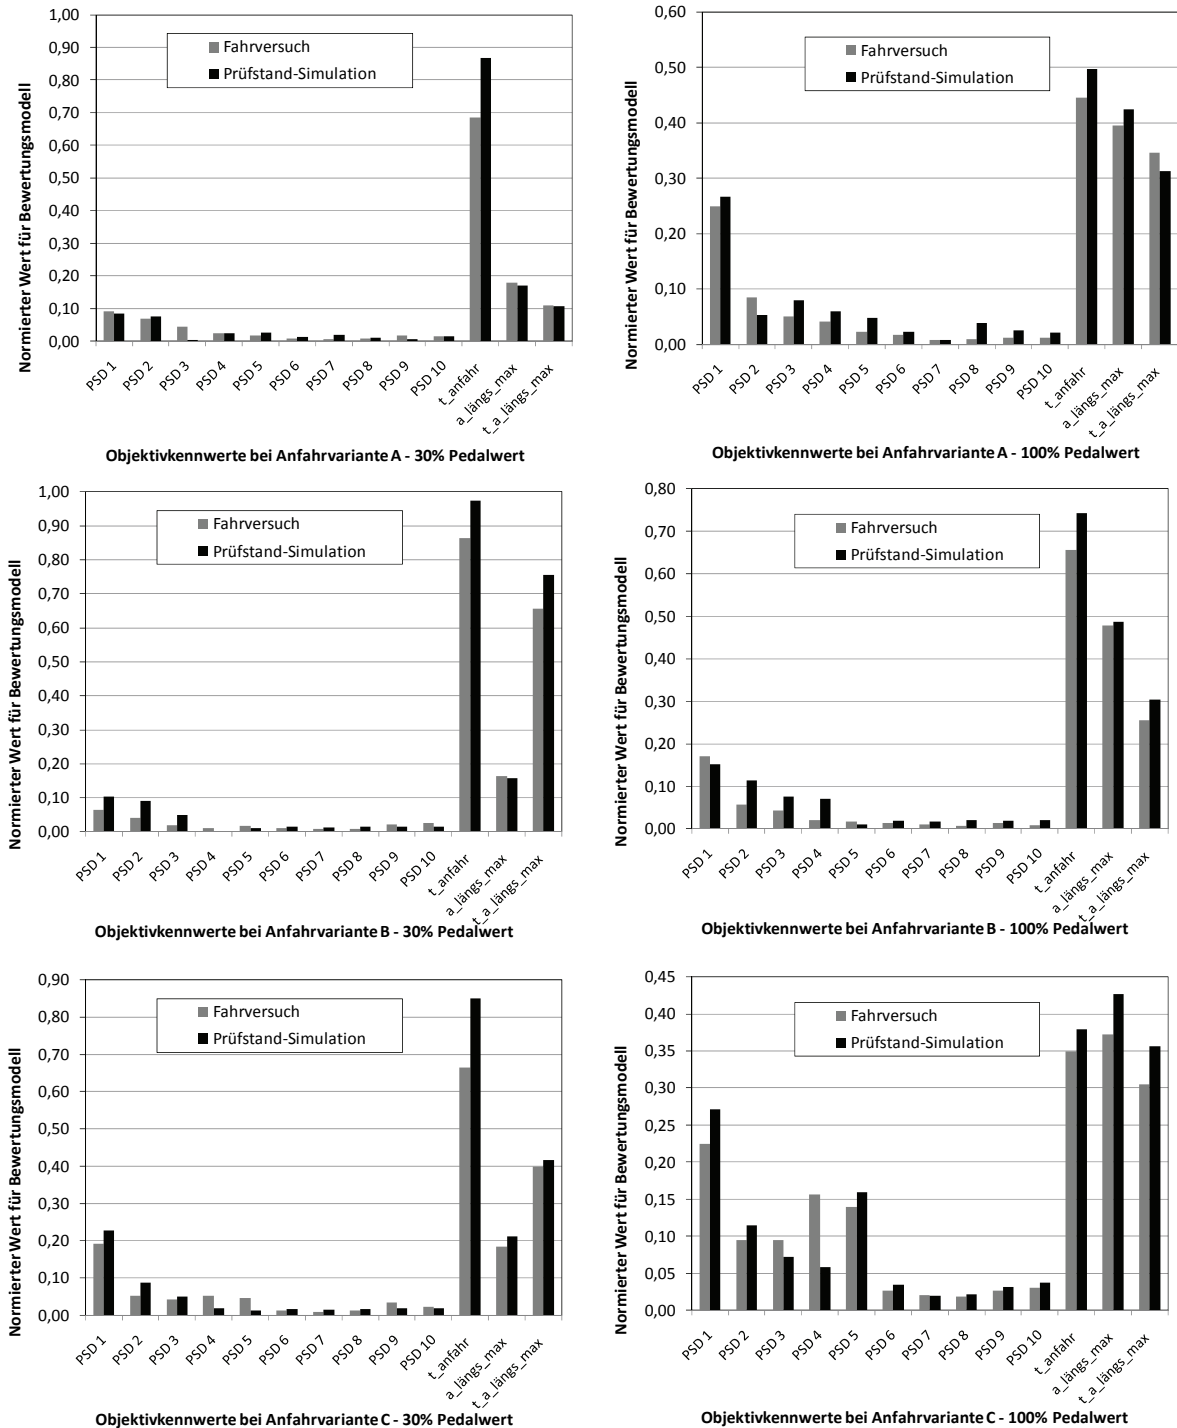 Normierter Wert für Bewertungsmodell
1,00
0,90
0,80
0,70
0,60
0,50
0,40
0,30
0,20
0,10
0,00
Fahrversuch
Prüfstand-Simulation
PSD 1
PSD 2
PSD 3
PSD 4
PSD 5
PSD 6
PSD 7
PSD 8
PSD 9
PSD 10
t_anfahr
a_längs_max
t_a_längs_max
Objektivkennwerte bei Anfahrvariante A - 30% Pedalwert
Normierter Wert für Bewertungsmodell
0,60
0,50
0,40
0,30
0,20
0,10
0,00
Fahrversuch
Prüfstand-Simulation
PSD 1
PSD 2
PSD 3
PSD 4
PSD 5
PSD 6
PSD 7
PSD 8
PSD 9
PSD 10
t_anfahr
a_längs_max
t_a_längs_max
Objektivkennwerte bei Anfahrvariante A - 100% Pedalwert
Normierter Wert für Bewertungsmodell
1,00
0,90
0,80
0,70
0,60
0,50
0,40
0,30
0,20
0,10
0,00
Fahrversuch
Prüfstand-Simulation
PSD 1
PSD 2
PSD 3
PSD 4
PSD 5
PSD 6
PSD 7
PSD 8
PSD 9
PSD 10
t_anfahr
a_längs_max
t_a_längs_max
Objektivkennwerte bei Anfahrvariante B - 30% Pedalwert
Normierter Wert für Bewertungsmodell
0,80
0,70
0,60
0,50
0,40
0,30
0,20
0,10
0,00
Fahrversuch
Prüfstand-Simulation
PSD 1
PSD 2
PSD 3
PSD 4
PSD 5
PSD 6
PSD 7
PSD 8
PSD 9
PSD 10
t_anfahr
a_längs_max
t_a_längs_max
Objektivkennwerte bei Anfahrvariante B - 100% Pedalwert
Normierter Wert für Bewertungsmodell
0,90
0,80
0,70
0,60
0,50
0,40
0,30
0,20
0,10
0,00
Fahrversuch
Prüfstand-Simulation
PSD 1
PSD 2
PSD 3
PSD 4
PSD 5
PSD 6
PSD 7
PSD 8
PSD 9
PSD 10
t_anfahr
a_längs_max
t_a_längs_max
Objektivkennwerte bei Anfahrvariante C - 30% Pedalwert
Normierter Wert für Bewertungsmodell
0,45
0,40
0,35
0,30
0,25
0,20
0,15
0,10
0,05
0,00
Fahrversuch
Prüfstand-Simulation
PSD 1
PSD 2
PSD 3
PSD 4
PSD 5
PSD 6
PSD 7
PSD 8
PSD 9
PSD 10
t_anfahr
a_längs_max
t_a_längs_max
Objektivkennwerte bei Anfahrvariante C - 100% Pedalwert